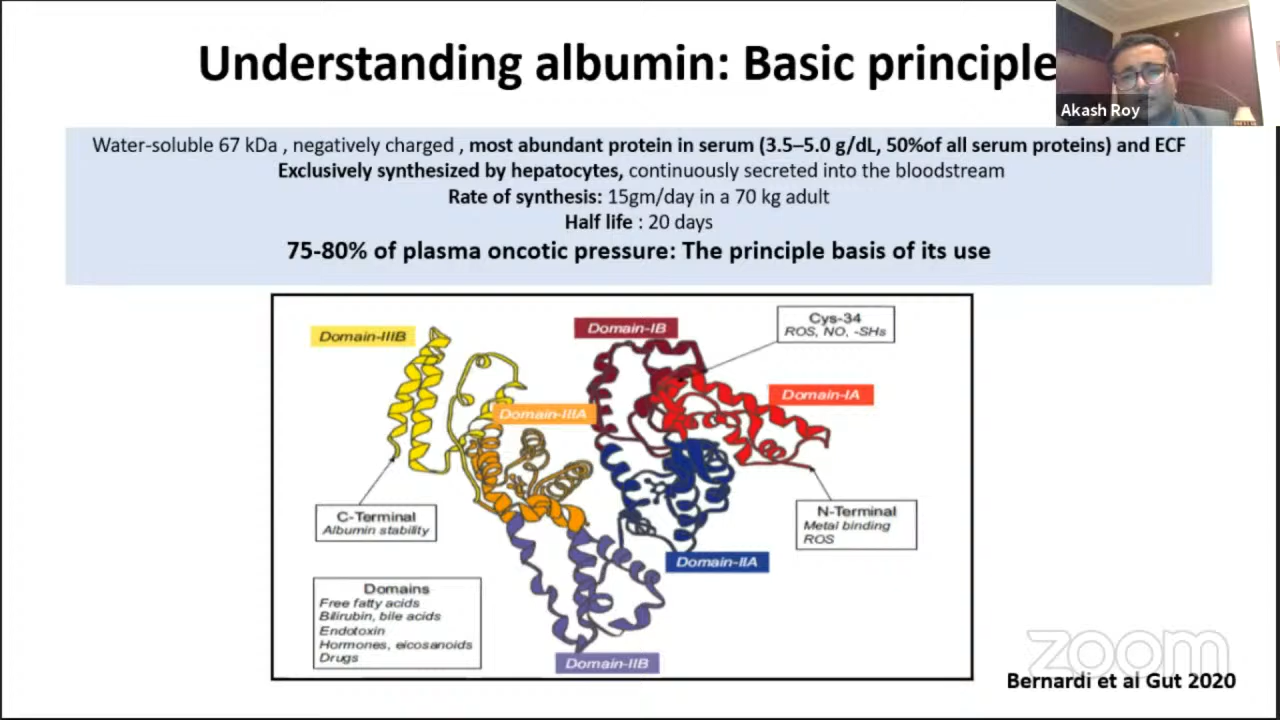 Understanding albumin: Basic principle
Akash Roy
Water-soluble 67 kDa , negatively charged , most abundant protein in serum (3.5–5.0 g/dL, 50%of all serum proteins) and ECF
Exclusively synthesized by hepatocytes, continuously secreted into the bloodstream
Rate of synthesis: 15gm/day in a 70 kg adult
Half life : 20 days
75-80% of plasma oncotic pressure: The principle basis of its use
Domain-IIIB
Domain-IB
Cys-34
ROS, NO, -SHs
Domain-IA
Domain-IIIA
C-Terminal
Albumin stability
N-Terminal
Metal binding
ROS
Domain-IIA
Domains
Free fatty acids
Bilirubin, bile acids
Endotoxin
Hormones, eicosanoids
Drugs
Domain-IIB
zoom
Bernardi et al Gut 2020